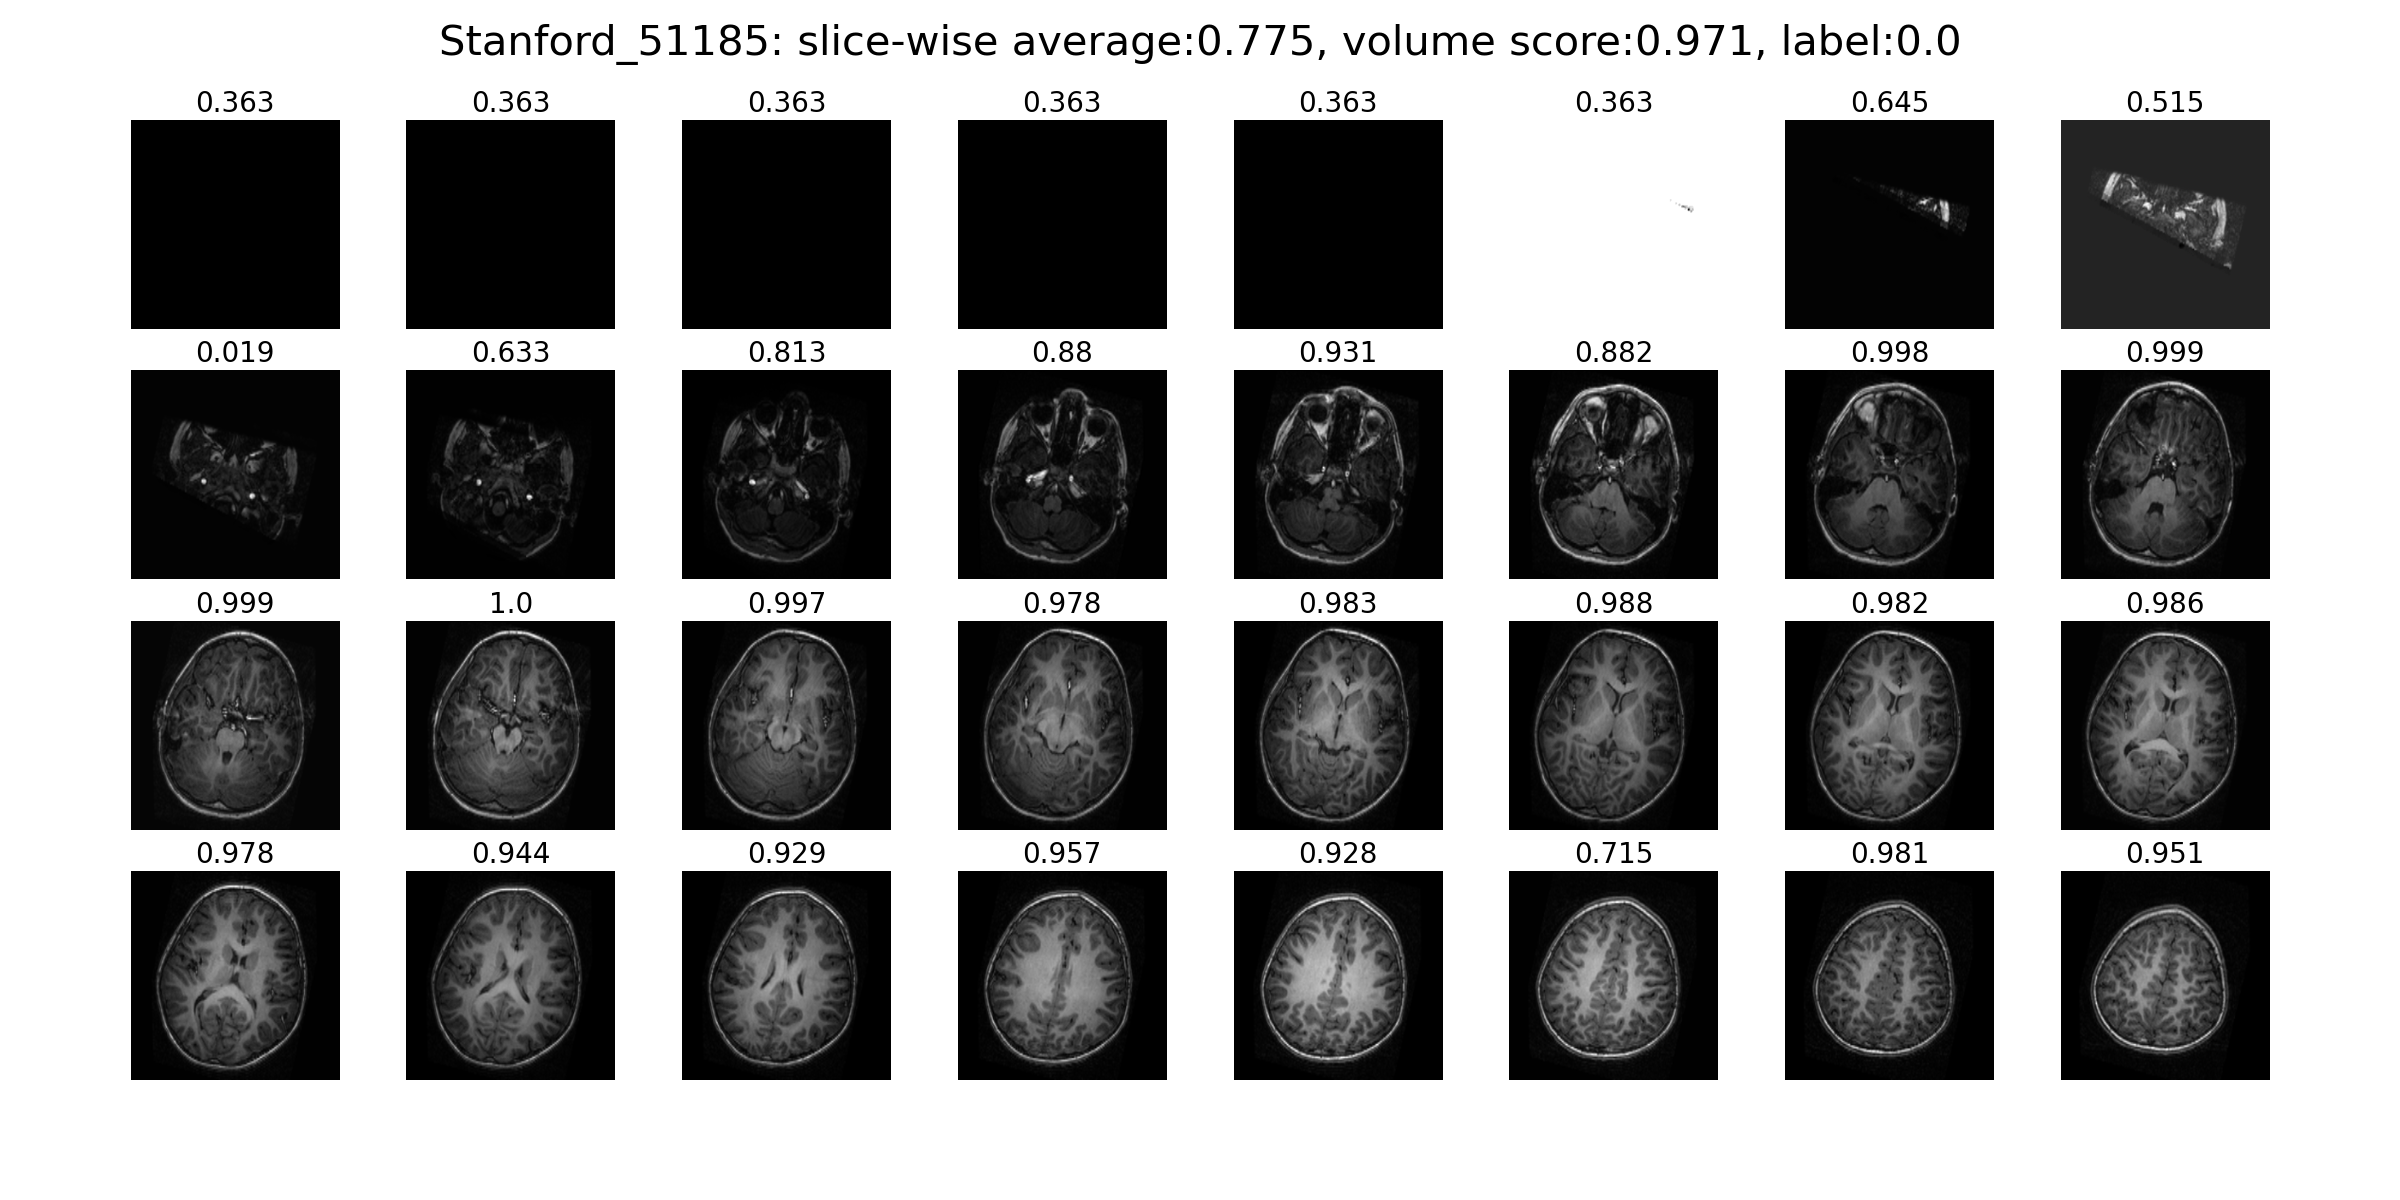 Stanford_51185: slice-wise average:0.775, volume score:0.971, label:0.0
0.363 0.363 0.363 0.363 0.363 0.363 0.645 0.515
0.019 0.633 0.813 0.88 0.931 0.882 0.998 0.999
0.999 1.0 0.997 0.978 0.983 0.988 0.982 0.986
0.978 0.944 0.929 0.957 0.928 0.715 0.981 0.951